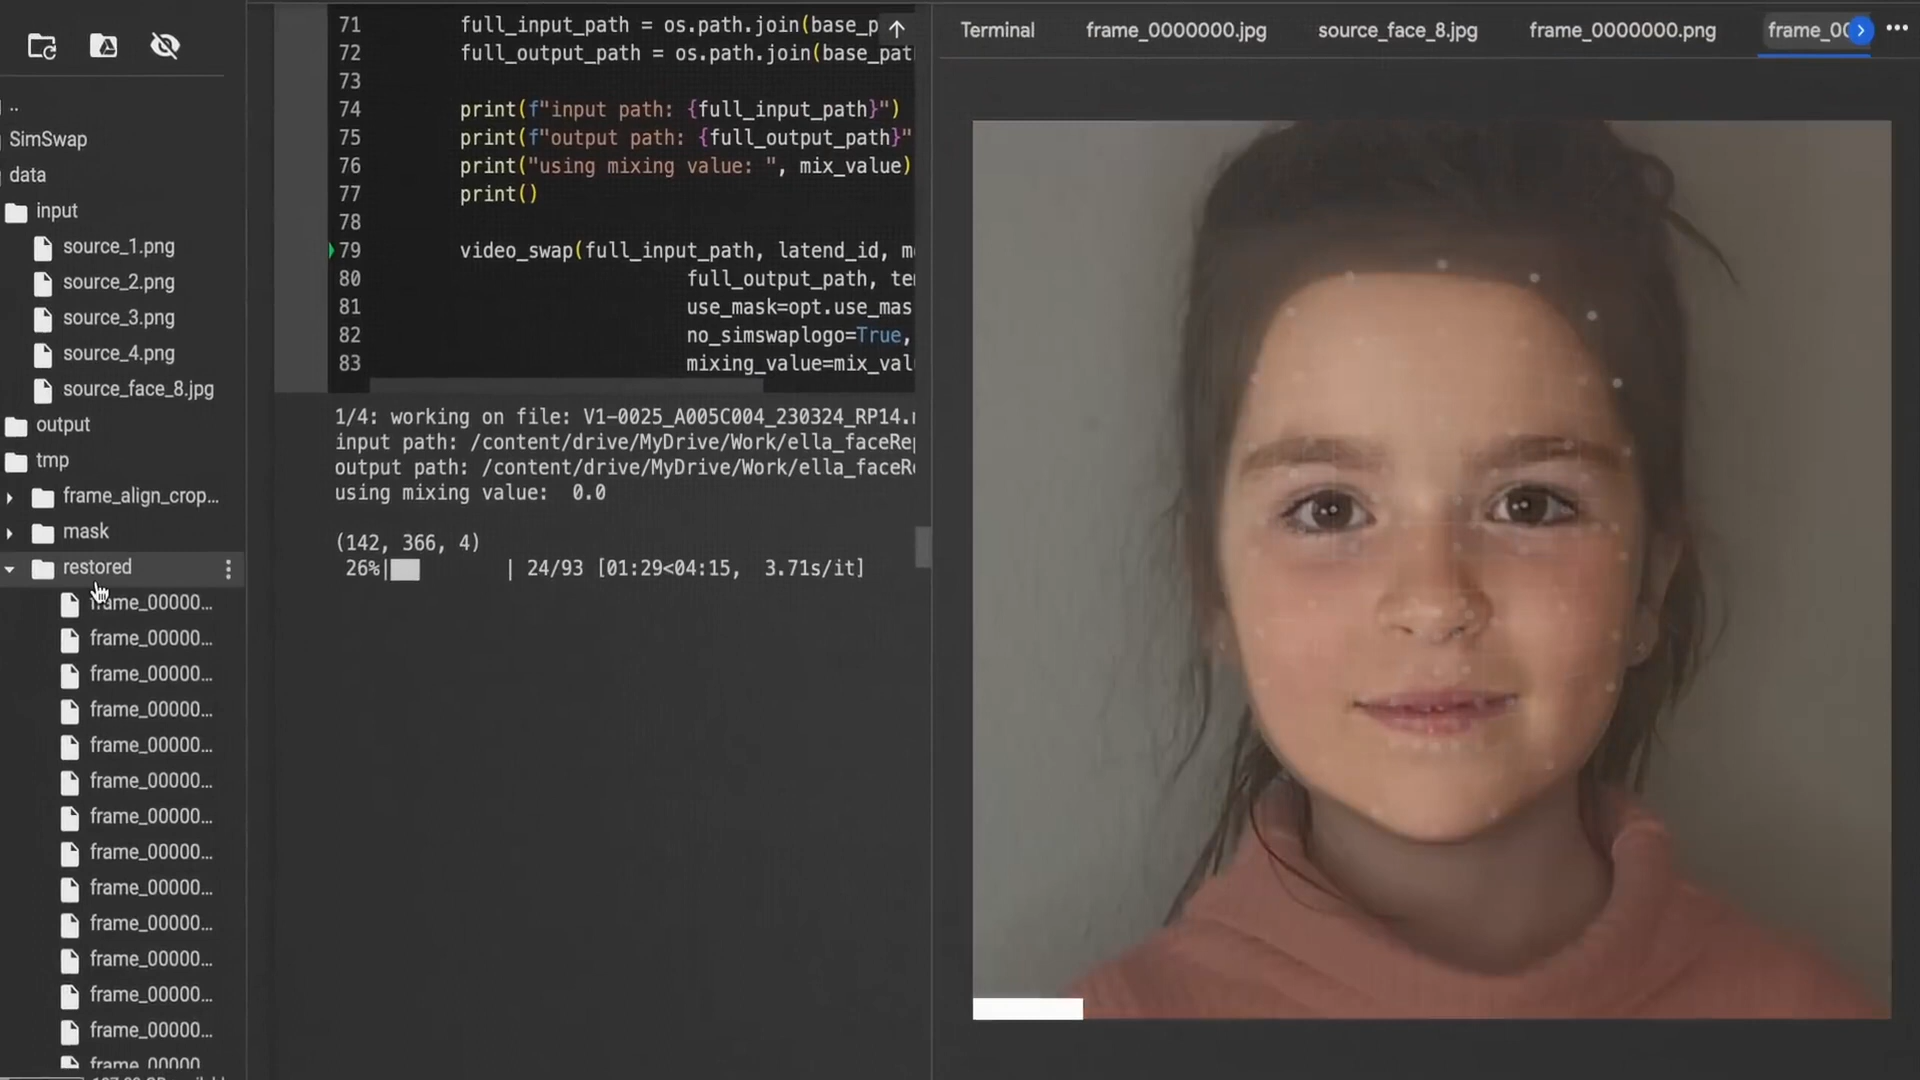 ..
SimSwap
data
input
source_1.png
source_2.png
source_3.png
source_4.png
source_face_8.jpg
output
tmp
frame_align_crop...
mask
restored
frame_00000...
frame_00000...
frame_00000...
frame_00000...
frame_00000...
frame_00000...
frame_00000...
frame_00000...
frame_00000...
frame_00000...
frame_00000...
frame_00000...
frame_00000...
frame_00000
71 full_input_path = os.path.join(base_p
72 full_output_path = os.path.join(base_pat
73
74 print(f"input path: {full_input_path}")
75 print(f"output path: {full_output_path}"
76 print("using mixing value: ", mix_value)
77 print()
78
79 video_swap(full_input_path, latend_id, m
80 full_output_path, te
81 use_mask=opt.use_mas
82 no_simswaplogo=True,
83 mixing_value=mix_val
1/4: working on file: V1-0025_A005C004_230324_RP14.
input path: /content/drive/MyDrive/Work/ella_faceRep
output path: /content/drive/MyDrive/Work/ella_faceRe
using mixing value: 0.0
(142, 366, 4)
26%| | 24/93 [01:29<04:15, 3.71s/it]
Terminal frame_0000000.jpg source_face_8.jpg frame_0000000.png frame_00